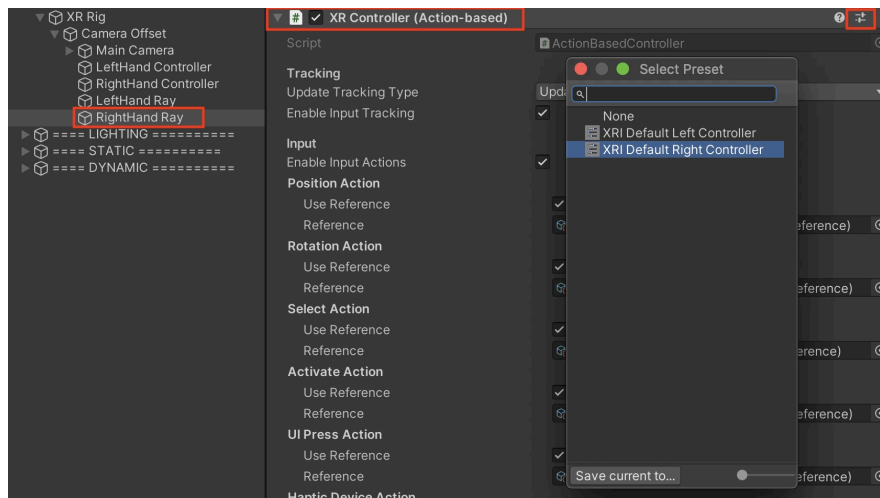 XR Rig
Camera Offset
Main Camera
LeftHand Controller
RightHand Controller
LeftHand Ray
RightHand Ray
==== LIGHTING ==========
==== STATIC ==========
==== DYNAMIC ==========
XR Controller (Action-based)
Script
ActionBasedController
Tracking
Update Tracking Type
Enable Input Tracking
Input
Enable Input Actions
Position Action
Use Reference
Reference
eference)
Rotation Action
Use Reference
Reference
eference)
Select Action
Use Reference
Reference
erence)
Activate Action
Use Reference
Reference
eference)
UI Press Action
Use Reference
Reference
eference)
Haptic Device Action
Select Preset
None
XRI Default Left Controller
XRI Default Right Controller
Save current to...